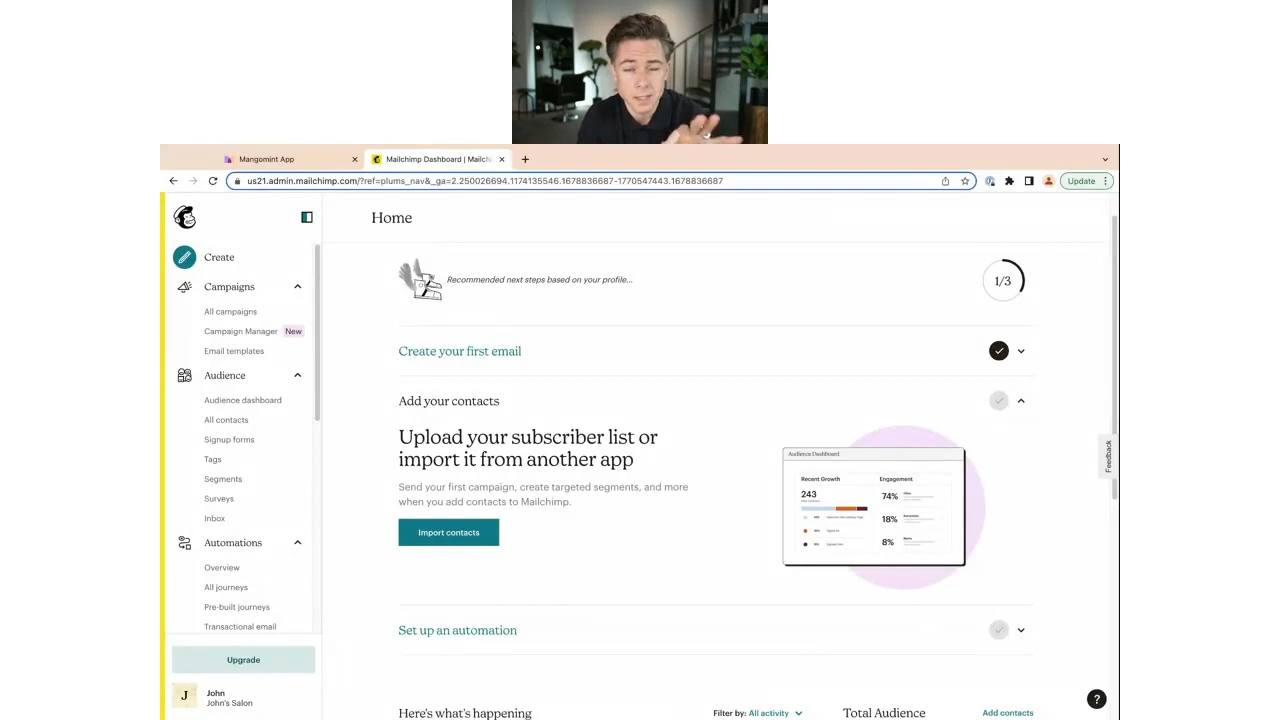 Mangomint App
Mailchimp Dashboard | Mailch
us21.admin.mailchimp.com/?ref=plums_nav&_ga=2.250026694.1174135546.1678836687-1770547443.1678836687
Update
Home
Create
Campaigns
All campaigns
Campaign Manager New
Email templates
Audience
Audience dashboard
All contacts
Signup forms
Tags
Segments
Surveys
Inbox
Automations
Overview
All journeys
Pre-built journeys
Transactional email
Upgrade
J
John
John's Salon
Recommended next steps based on your profile...
1/3
Create your first email
Add your contacts
Upload your subscriber list or
import it from another app
Send your first campaign, create targeted segments, and more
when you add contacts to Mailchimp.
Import contacts
Audience Dashboard
Recent Growth
243
Engagement
74%
18%
8%
Set up an automation
Here's what's happening
Filter by: All activity
Total Audience
Add contacts
Feedback
?